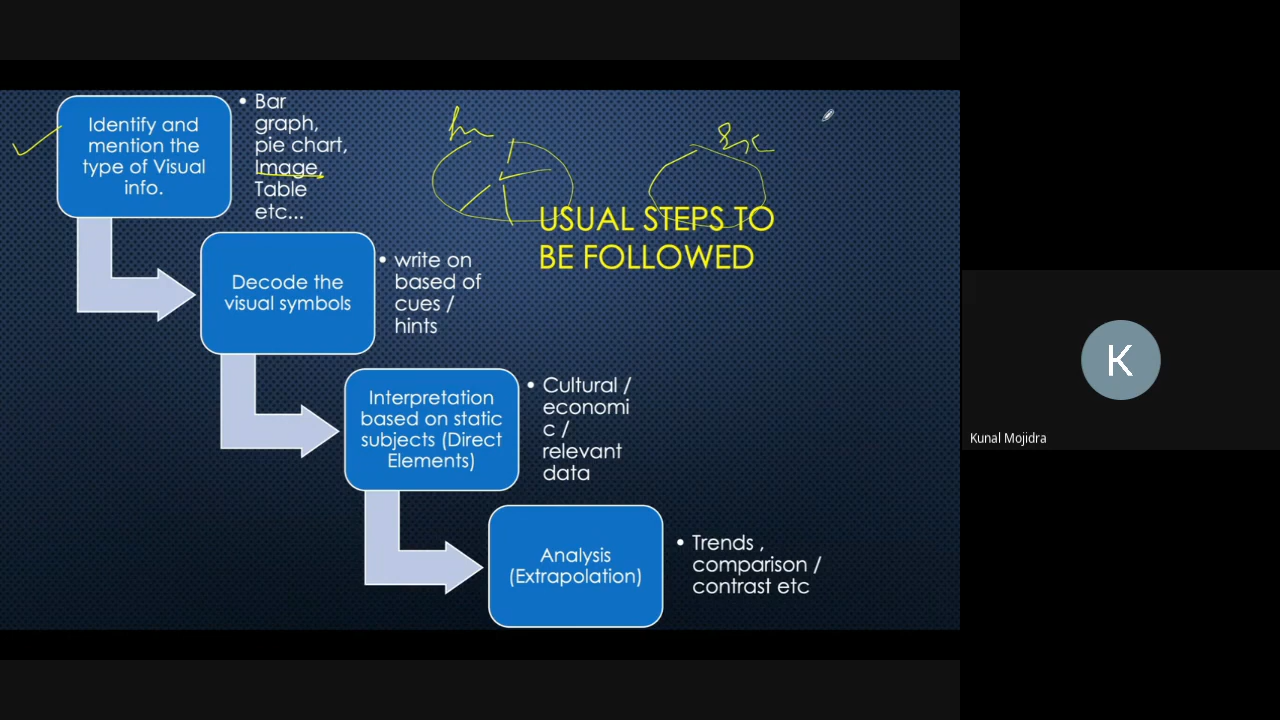 Identify and
mention the
type of Visual
info.
• Bar
graph,
pie chart,
Image,
Table
etc...
USUAL STEPS TO
BE FOLLOWED
Decode the
visual symbols
• write on
based of
cues /
hints
Interpretation
based on static
subjects (Direct
Elements)
• Cultural /
economi
c /
relevant
data
Analysis
(Extrapolation)
• Trends ,
comparison /
contrast etc
K
Kunal Mojidra